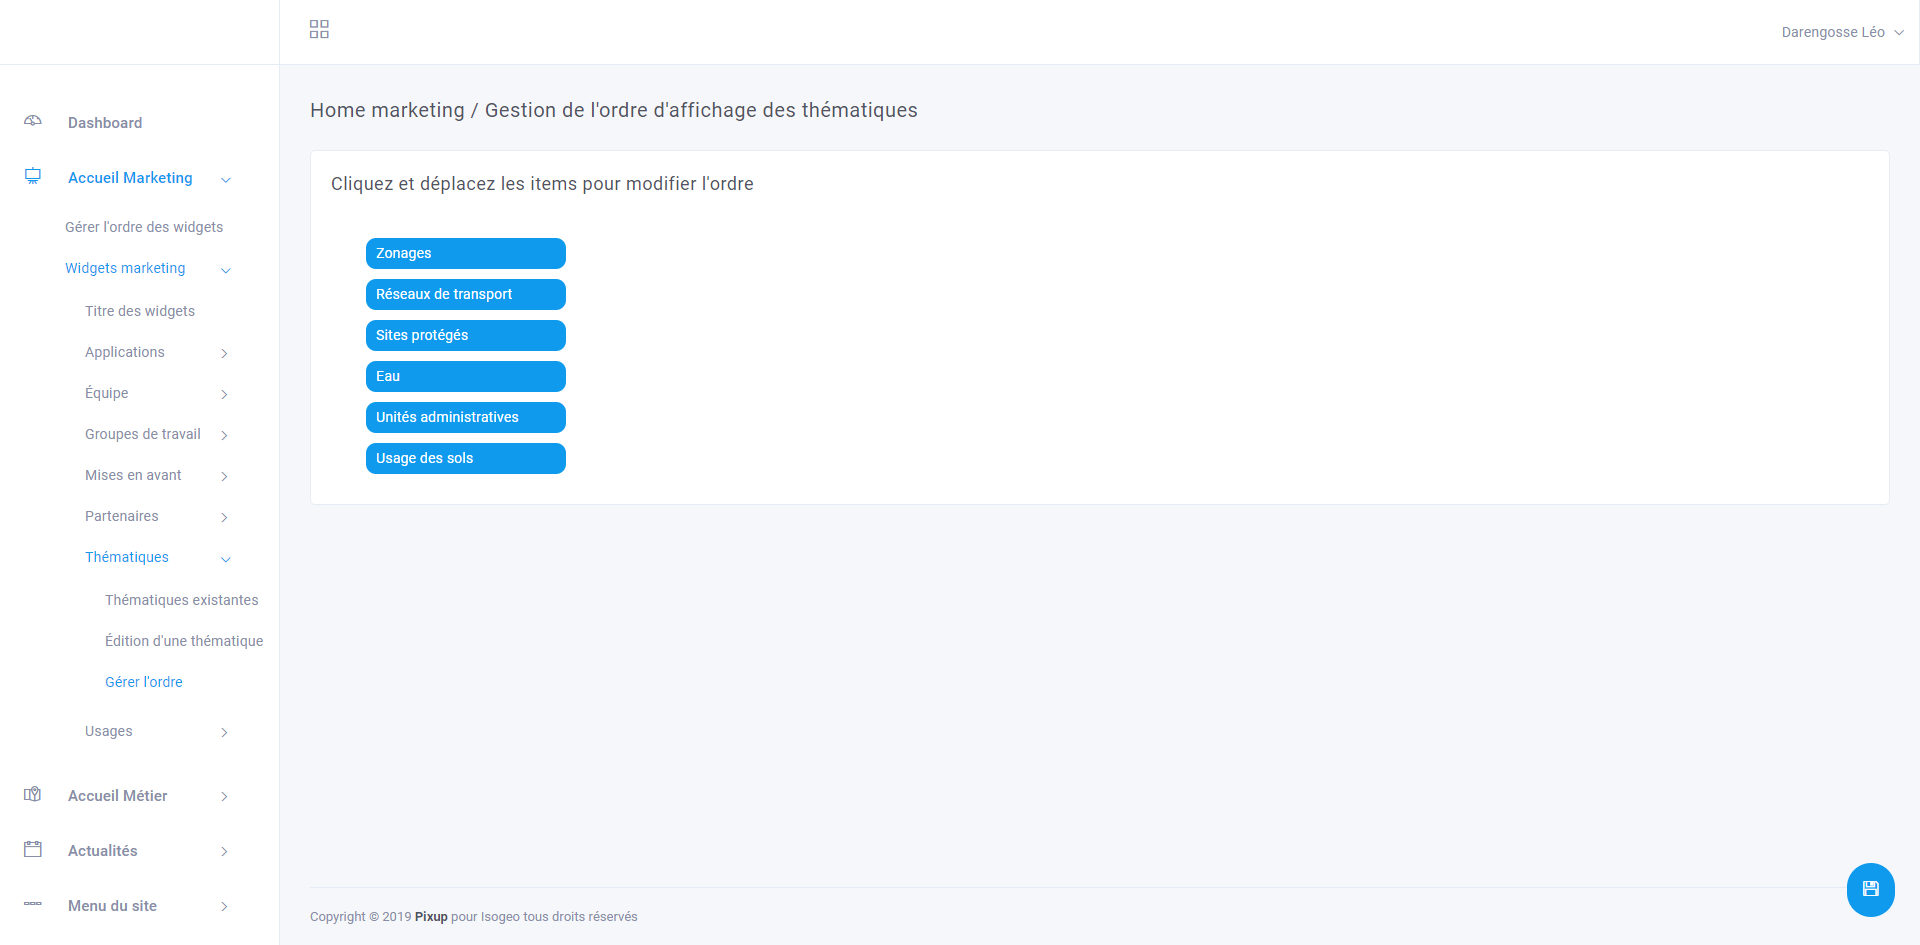 Darengosse Léo
Dashboard
Accueil Marketing
Gérer l'ordre des widgets
Widgets marketing
Titre des widgets
Applications
Équipe
Groupes de travail
Mises en avant
Partenaires
Thématiques
Thématiques existantes
Édition d'une thématique
Gérer l'ordre
Usages
Accueil Métier
Actualités
Menu du site
Home marketing / Gestion de l'ordre d'affichage des thématiques
Cliquez et déplacez les items pour modifier l'ordre
Zonages
Réseaux de transport
Sites protégés
Eau
Unités administratives
Usage des sols
Copyright © 2019 Pixup pour Isogeo tous droits réservés